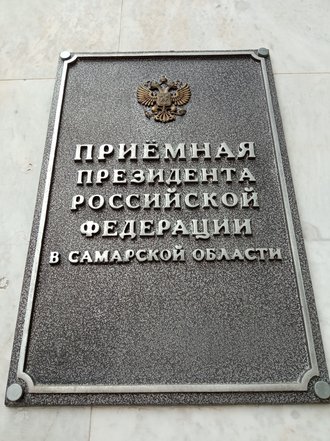 ПРИЁМНАЯ
ПРЕЗИДЕНТА
РОССИЙСКОЙ
ФЕДЕРАЦИИ
В САМАРСКОЙ ОБЛАСТИ